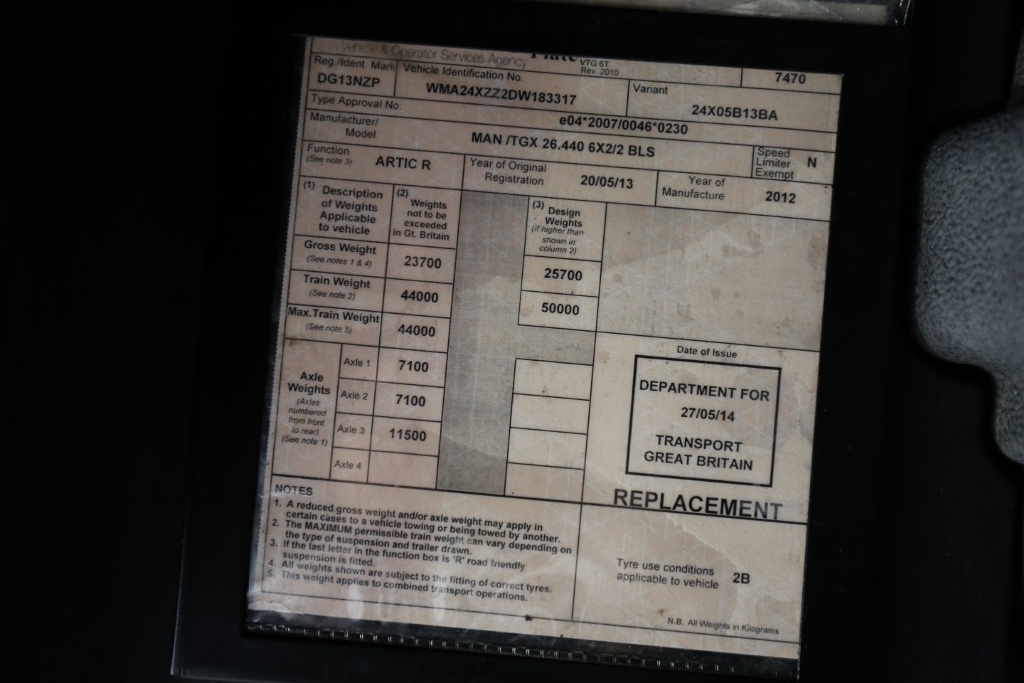 Vehicle & Operator Services Agency
Plate
VTG 6T
Rev. 2010
7470
Reg./Ident. Mark
DG13NZP
Vehicle Identification No.
WMA24XZZ2DW183317
Variant
24X05B13BA
Type Approval No.
e04*2007/0046*0230
Manufacturer/
Model
MAN /TGX 26.440 6X2/2 BLS
Speed
Limiter
Exempt
N
Function
(See note 3)
ARTIC R
Year of Original
Registration
20/05/13
Year of
Manufacture
2012
(1)
Description
of Weights
Applicable
to vehicle
(2)
Weights
not to be
exceeded
in Gt. Britain
(3)
Design
Weights
(if higher than
shown in
column 2)
Gross Weight
(See notes 1 & 4)
23700
25700
Train Weight
(See note 2)
44000
50000
Max.Train Weight
(See note 5)
44000
Axle
Weights
(Axles
numbered
from front
to rear)
(See note 1)
Axle 1
7100
Axle 2
7100
Axle 3
11500
Axle 4
Date of Issue
DEPARTMENT FOR
27/05/14
TRANSPORT
GREAT BRITAIN
REPLACEMENT
NOTES
1. A reduced gross weight and/or axle weight may apply in
certain cases to a vehicle towing or being towed by another.
2. The MAXIMUM permissible train weight can vary depending on
the type of suspension and trailer drawn.
3. If the last letter in the function box is 'R' road friendly
suspension is fitted.
4. All weights shown are subject to the fitting of correct tyres.
5. This weight applies to combined transport operations.
Tyre use conditions
applicable to vehicle
2B
N.B. All Weights in Kilograms